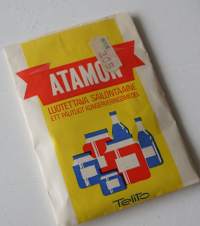 ATAMON
LUOTETTAVA SÄILÖNTÄAINE
ETT PÅLITLIGT KONSERVERINGSMEDEL